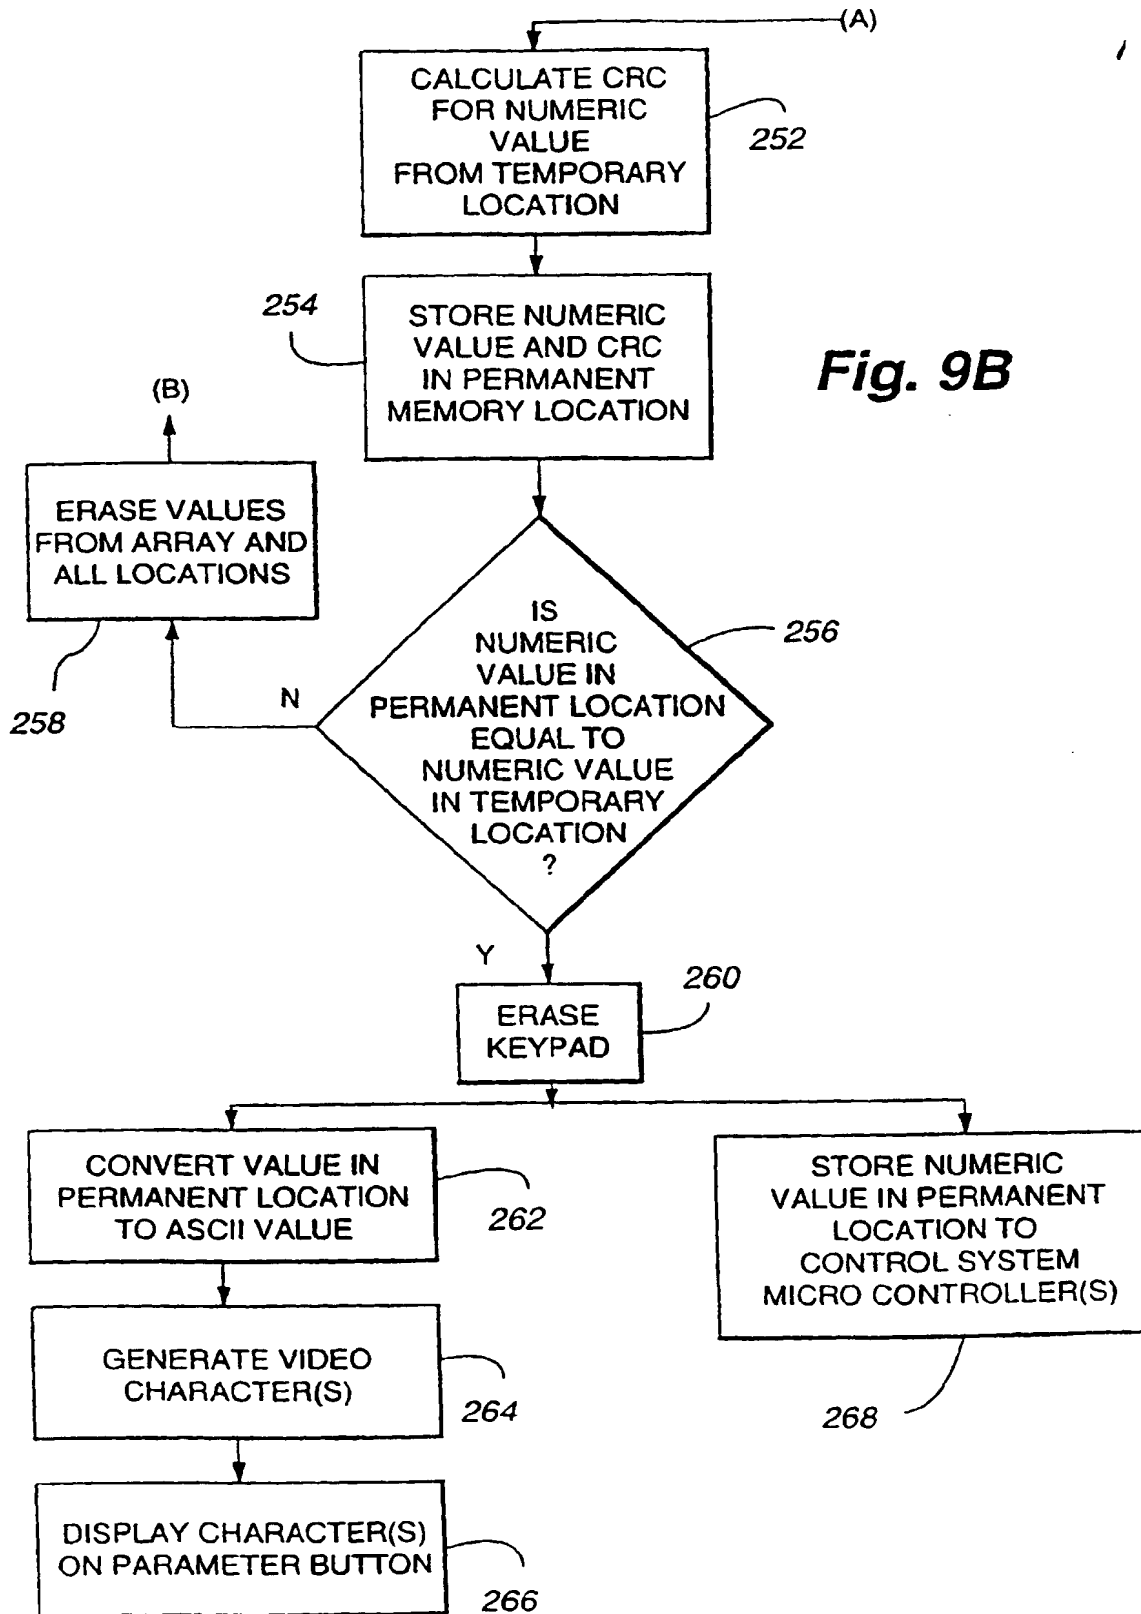 (A)
CALCULATE CRC
FOR NUMERIC
VALUE
FROM TEMPORARY
LOCATION
252
254
STORE NUMERIC
VALUE AND CRC
IN PERMANENT
MEMORY LOCATION
Fig. 9B
(B)
ERASE VALUES
FROM ARRAY AND
ALL LOCATIONS
258
N
IS
NUMERIC
VALUE IN
PERMANENT LOCATION
EQUAL TO
NUMERIC VALUE
IN TEMPORARY
LOCATION
?
256
Y
ERASE
KEYPAD
260
CONVERT VALUE IN
PERMANENT LOCATION
TO ASCII VALUE
262
STORE NUMERIC
VALUE IN PERMANENT
LOCATION TO
CONTROL SYSTEM
MICRO CONTROLLER(S)
268
GENERATE VIDEO
CHARACTER(S)
264
DISPLAY CHARACTER(S)
ON PARAMETER BUTTON
266